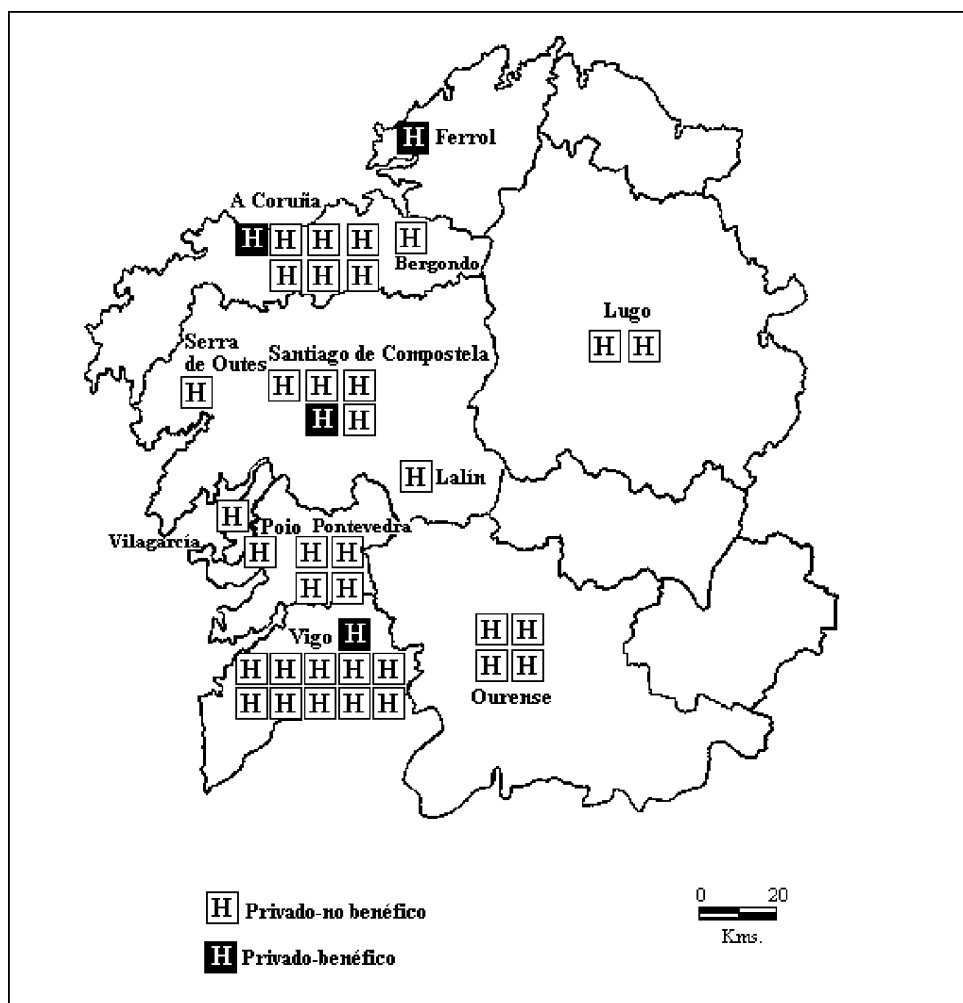 H Ferrol
A Coruña
H H H H H
Bergondo
H H H
Lugo
H H
Serra
de Outes
H
Santiago de Compostela
H H H
H H
H Lalín
H
Vilagarcía
Poio
H
Pontevedra
H H
H H
Vigo H
H H H H H
H H H H H
H H
H H
Ourense
H Privado-no benéfico
H Privado-benéfico
0 20
Kms.